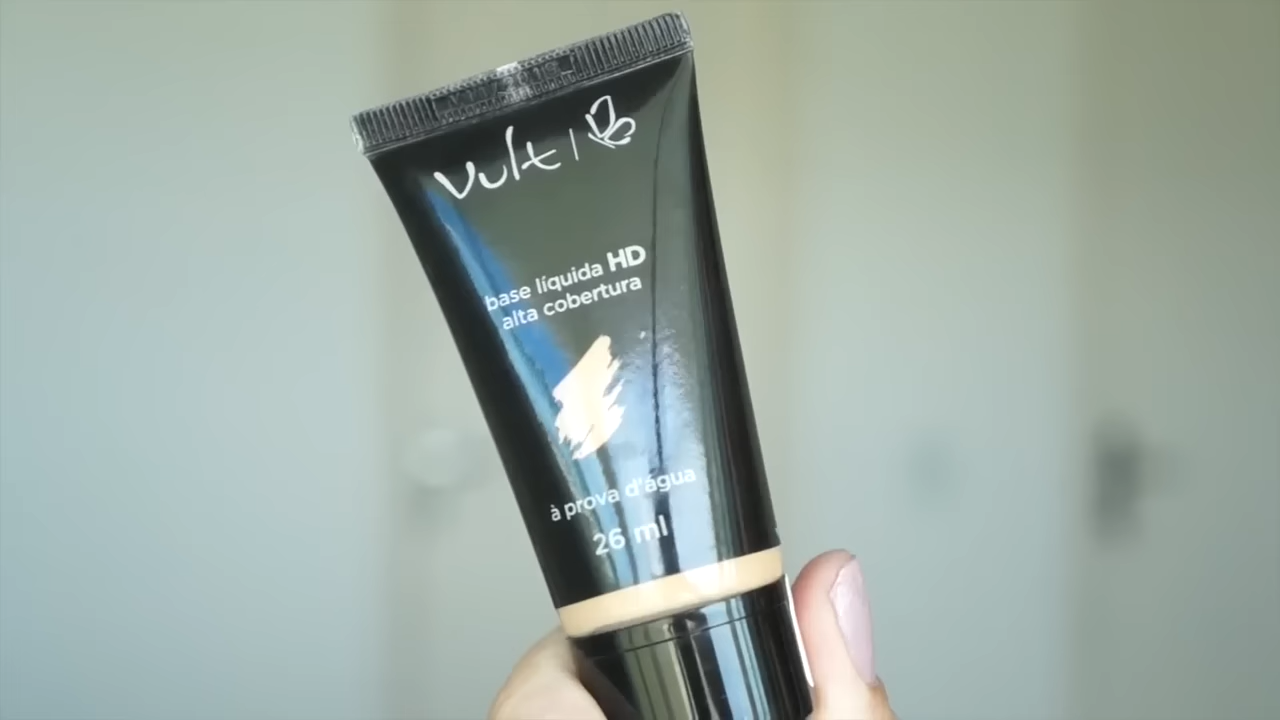 vult
base líquida HD
alta cobertura
à prova d'água
26 ml